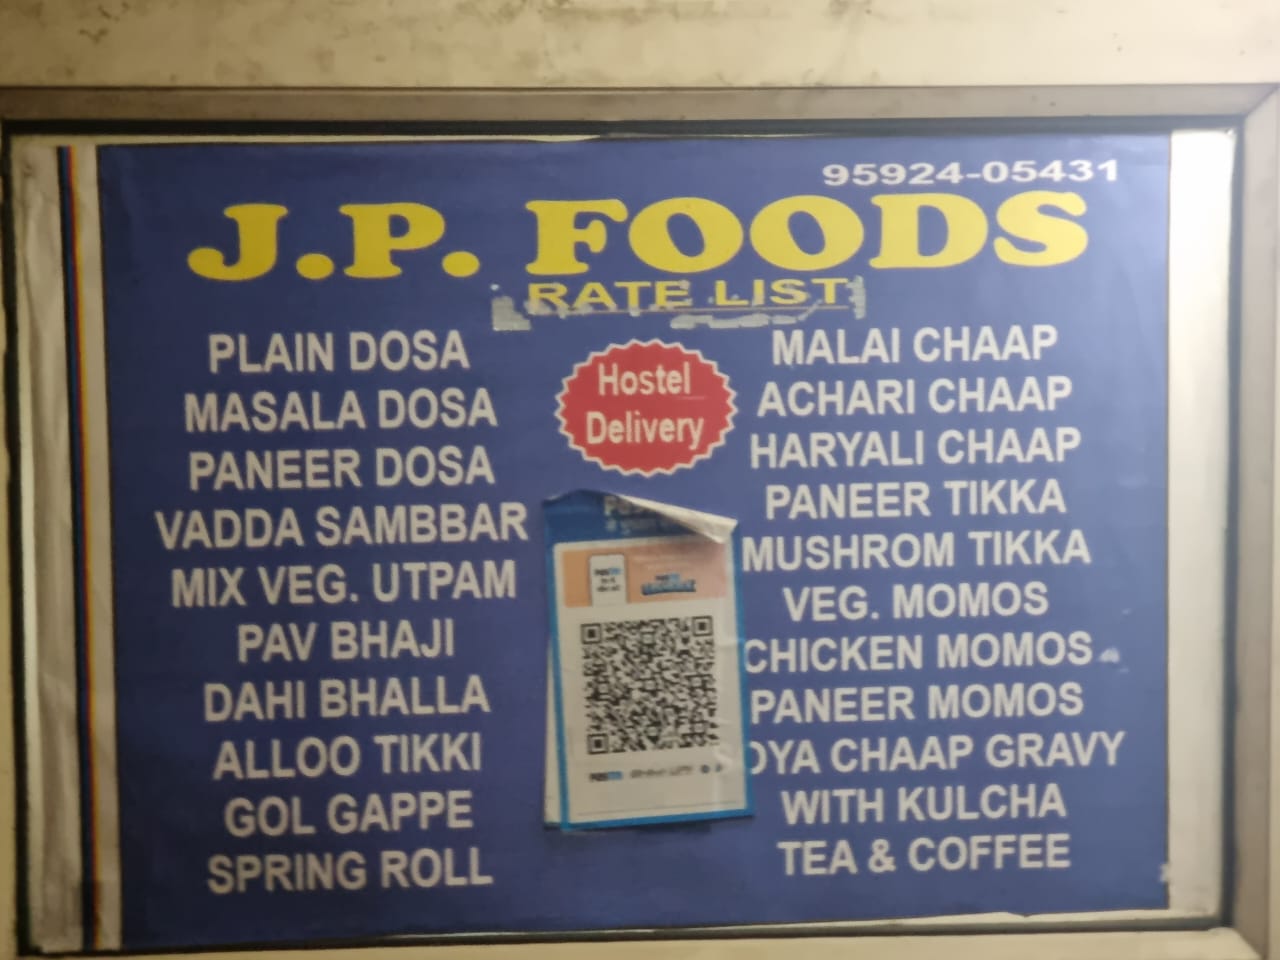 95924-05431
J.P. FOODS
RATE LIST
PLAIN DOSA
MASALA DOSA
PANEER DOSA
VADDA SAMBBAR
MIX VEG. UTPAM
PAV BHAJI
DAHI BHALLA
ALLOO TIKKI
GOL GAPPE
SPRING ROLL
Hostel
Delivery
MALAI CHAAP
ACHARI CHAAP
HARYALI CHAAP
PANEER TIKKA
MUSHROM TIKKA
VEG. MOMOS
CHICKEN MOMOS
PANEER MOMOS
OYA CHAAP GRAVY
WITH KULCHA
TEA & COFFEE